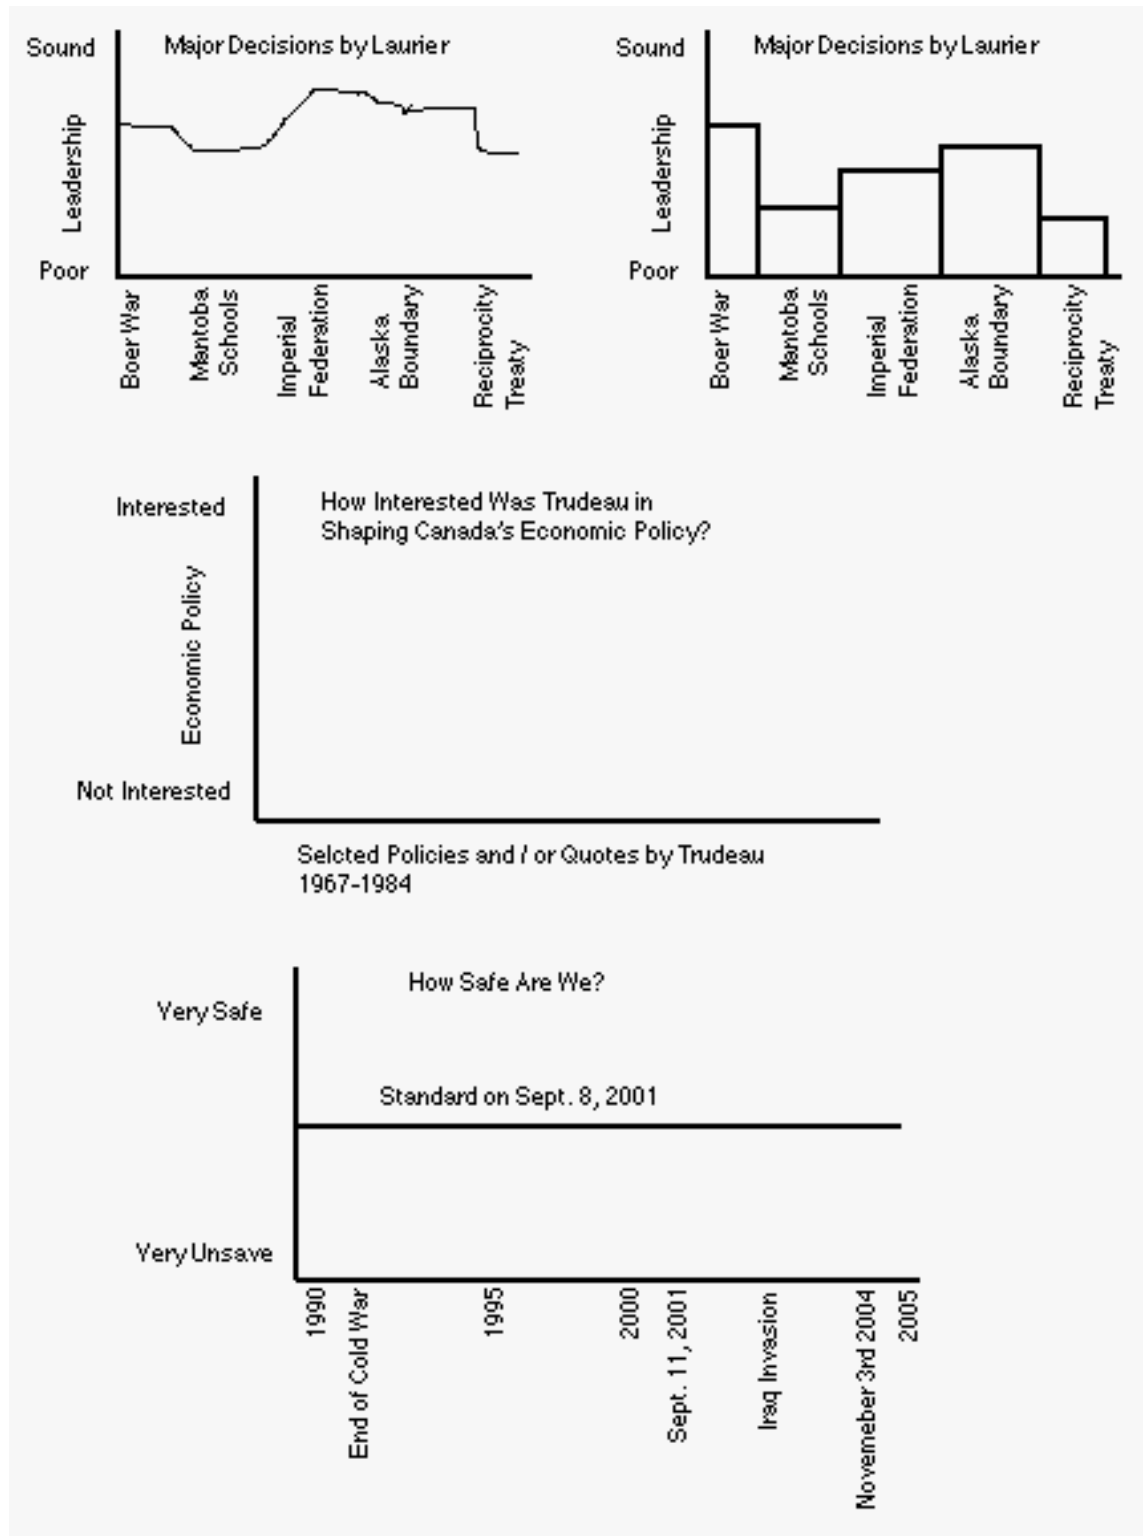 Sound
Major Decisions by Laurier
Leadership
Poor
Boer War
Mantoba
Schools
Imperial
Federation
Alaska
Boundary
Reciprocity
Treaty
Sound
Major Decisions by Laurier
Leadership
Poor
Boer War
Mantoba
Schools
Imperial
Federation
Alaska
Boundary
Reciprocity
Treaty
Interested
How Interested Was Trudeau in
Shaping Canada's Economic Policy?
Economic Policy
Not Interested
Selcted Policies and / or Quotes by Trudeau
1967-1984
How Safe Are We?
Very Safe
Standard on Sept. 8, 2001
Very Unsave
1990
End of Cold War
1995
2000
Sept. 11, 2001
Iraq Invasion
Novemeber 3rd 2004
2005